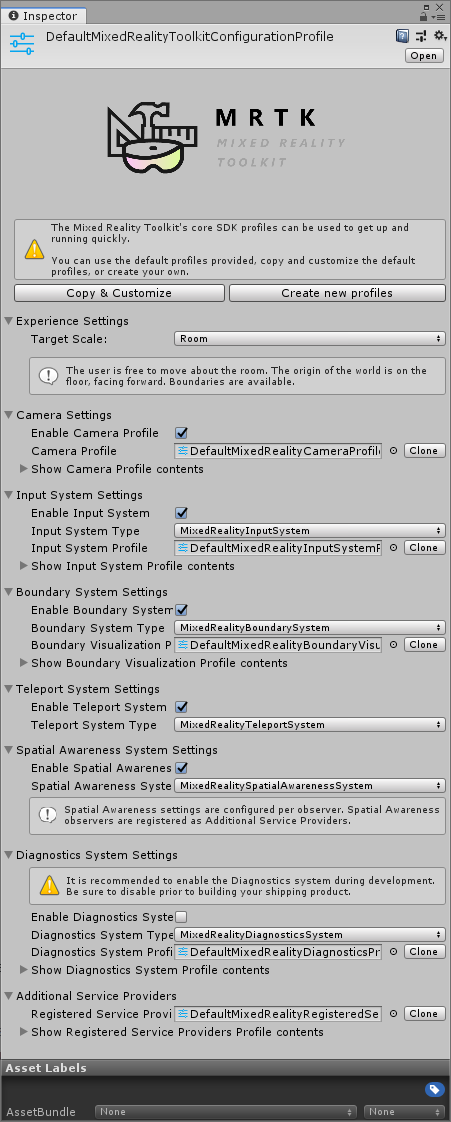 Inspector
DefaultMixedRealityToolkitConfigurationProfile
Open
MRTK
MIXED REALITY
TOOLKIT
The Mixed Reality Toolkit's core SDK profiles can be used to get up and
running quickly.
You can use the default profiles provided, copy and customize the default
profiles, or create your own.
Copy & Customize Create new profiles
Experience Settings
Target Scale: Room
The user is free to move about the room. The origin of the world is on the
floor, facing forward. Boundaries are available.
Camera Settings
Enable Camera Profile
Camera Profile DefaultMixedRealityCameraProfile Clone
Show Camera Profile contents
Input System Settings
Enable Input System
Input System Type MixedRealityInputSystem
Input System Profile DefaultMixedRealityInputSystemP Clone
Show Input System Profile contents
Boundary System Settings
Enable Boundary System
Boundary System Type MixedRealityBoundarySystem
Boundary Visualization P DefaultMixedRealityBoundaryVisu Clone
Show Boundary Visualization Profile contents
Teleport System Settings
Enable Teleport System
Teleport System Type MixedRealityTeleportSystem
Spatial Awareness System Settings
Enable Spatial Awarenes
Spatial Awareness Syste MixedRealitySpatialAwarenessSystem
Spatial Awareness settings are configured per observer. Spatial Awareness
observers are registered as Additional Service Providers.
Diagnostics System Settings
It is recommended to enable the Diagnostics system during development.
Be sure to disable prior to building your shipping product.
Enable Diagnostics Syste
Diagnostics System Type MixedRealityDiagnosticsSystem
Diagnostics System Profi DefaultMixedRealityDiagnosticsPr Clone
Show Diagnostics System Profile contents
Additional Service Providers
Registered Service Provi DefaultMixedRealityRegisteredSe Clone
Show Registered Service Providers Profile contents
Asset Labels
AssetBundle None None